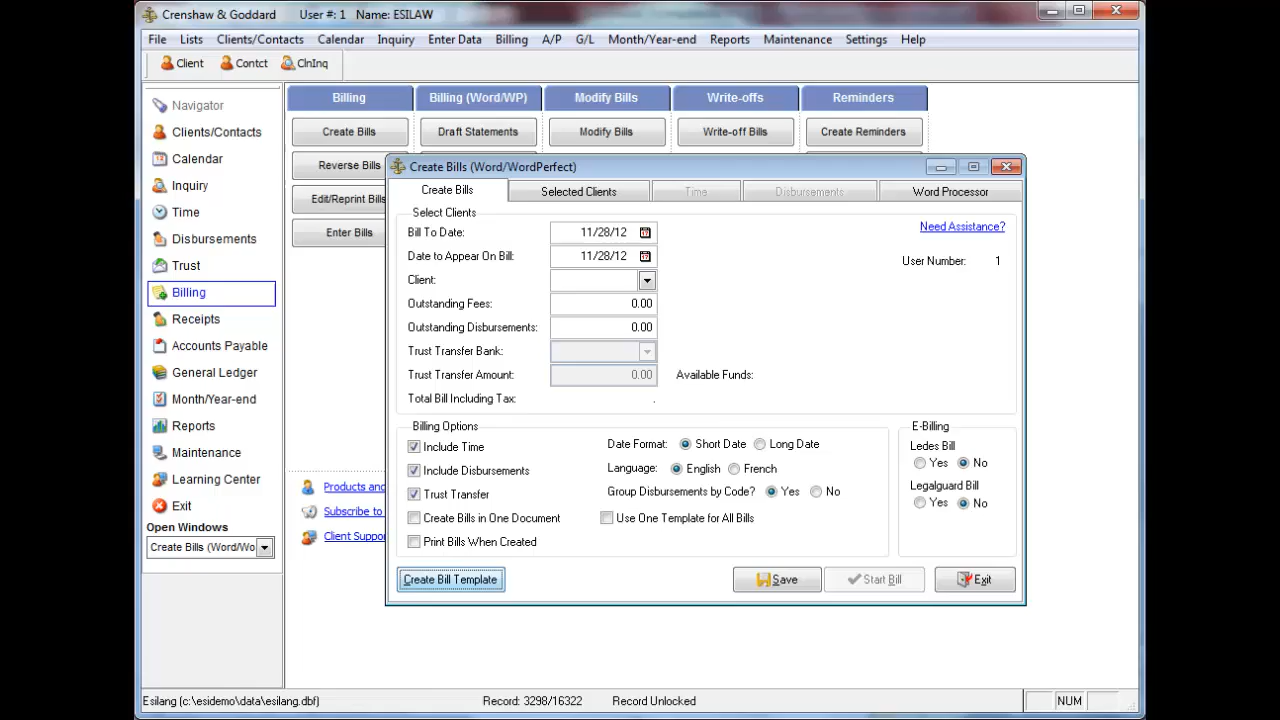 Crenshaw & Goddard User #: 1 Name: ESILAW
File Lists Clients/Contacts Calendar Inquiry Enter Data Billing A/P G/L Month/Year-end Reports Maintenance Settings Help
Client Contct ClnInq
Navigator
Clients/Contacts
Calendar
Inquiry
Time
Disbursements
Trust
Billing
Receipts
Accounts Payable
General Ledger
Month/Year-end
Reports
Maintenance
Learning Center
Exit
Open Windows
Create Bills (Word/Wo
Billing Billing (Word/WP) Modify Bills Write-offs Reminders
Create Bills Draft Statements Modify Bills Write-off Bills Create Reminders
Reverse Bills
Edit/Reprint Bills
Enter Bills
Products and
Subscribe to
Client Suppor
Create Bills (Word/WordPerfect)
Create Bills Selected Clients Time Disbursements Word Processor
Select Clients
Bill To Date: 11/28/12
Need Assistance?
Date to Appear On Bill: 11/28/12
User Number: 1
Client:
Outstanding Fees: 0.00
Outstanding Disbursements: 0.00
Trust Transfer Bank:
Trust Transfer Amount: 0.00 Available Funds:
Total Bill Including Tax: .
Billing Options
Include Time Date Format: Short Date Long Date
Include Disbursements Language: English French
Trust Transfer Group Disbursements by Code? Yes No
Create Bills in One Document Use One Template for All Bills
Print Bills When Created
E-Billing
Ledes Bill
Yes No
Legalguard Bill
Yes No
Create Bill Template Save Start Bill Exit
Esilang (c:\esidemo\data\esilang.dbf) Record: 3298/16322 Record Unlocked NUM